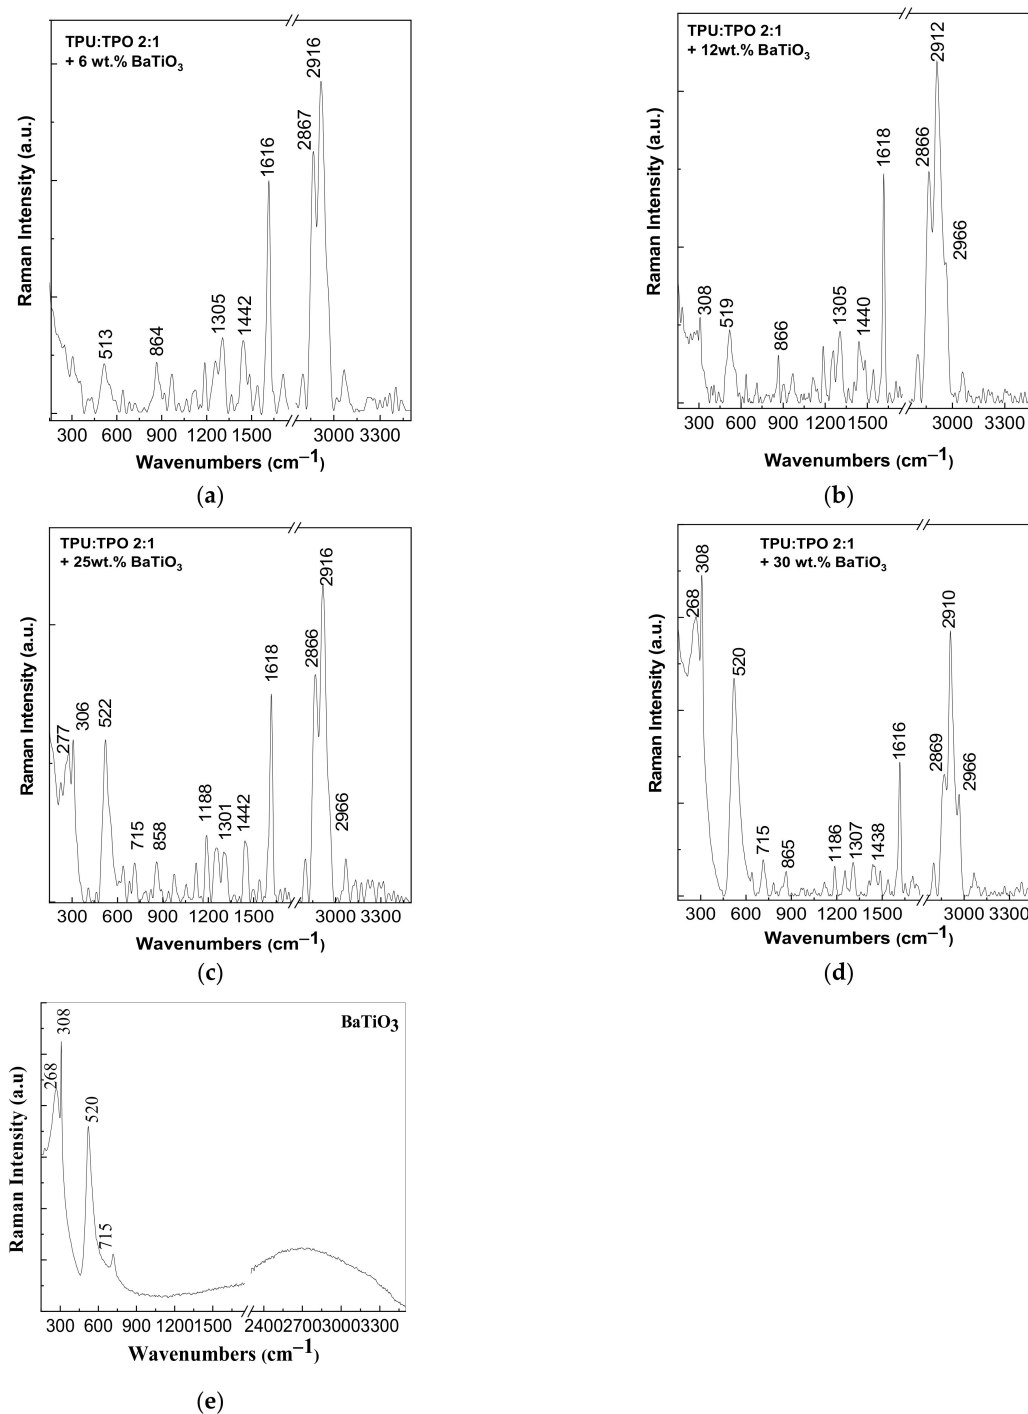 TPU:TPO 2:1
+ 6 wt.% BaTiO3
2916
2867
1616
1305
1442
513
864
Raman Intensity (a.u.)
300 600 900 1200 1500 3000 3300
Wavenumbers (cm−1)
(a)
TPU:TPO 2:1
+ 12wt.% BaTiO3
2912
2866
1618
2966
308
519
866
1305
1440
Raman Intensity (a.u.)
300 600 900 1200 1500 3000 3300
Wavenumbers (cm−1)
(b)
TPU:TPO 2:1
+ 25wt.% BaTiO3
2916
2866
1618
277
306
522
715
858
1188
1301
1442
2966
Raman Intensity (a.u.)
300 600 900 1200 1500 3000 3300
Wavenumbers (cm−1)
(c)
TPU:TPO 2:1
+ 30 wt.% BaTiO3
268
308
520
715
865
1186
1307
1438
1616
2869
2910
2966
Raman Intensity (a.u.)
300 600 900 1200 1500 3000 3300
Wavenumbers (cm−1)
(d)
BaTiO3
268
308
520
715
Raman Intensity (a.u)
300 600 900 1200 1500 2400 2700 3000 3300
Wavenumbers (cm−1)
(e)